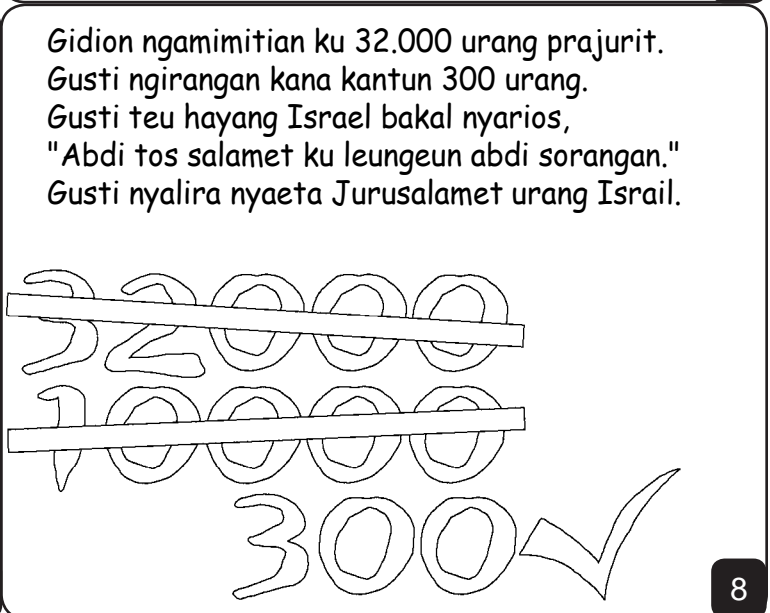 Gidion ngamimitian ku 32.000 urang prajurit.
Gusti ngirangan kana kantun 300 urang.
Gusti teu hayang Israel bakal nyarios,
"Abdi tos salamet ku leungeun abdi sorangan."
Gusti nyalira nyaeta Jurusalamet urang Israil.
32000
10000
300
8